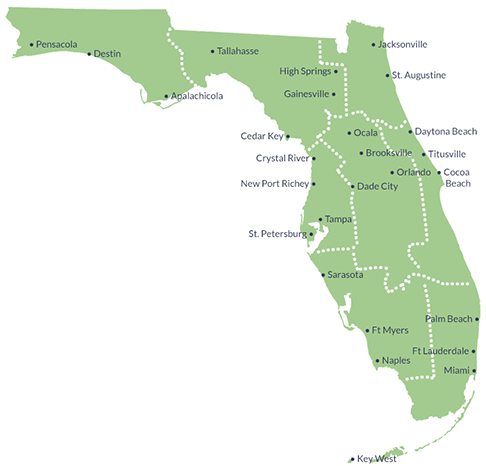 Pensacola
Destin
Tallahasse
Jacksonville
High Springs
St. Augustine
Gainesville
Apalachicola
Cedar Key
Ocala
Daytona Beach
Crystal River
Brooksville
Titusville
New Port Richey
Dade City
Orlando
Cocoa
Beach
Tampa
St. Petersburg
Sarasota
Palm Beach
Ft Myers
Ft Lauderdale
Naples
Miami
Key West